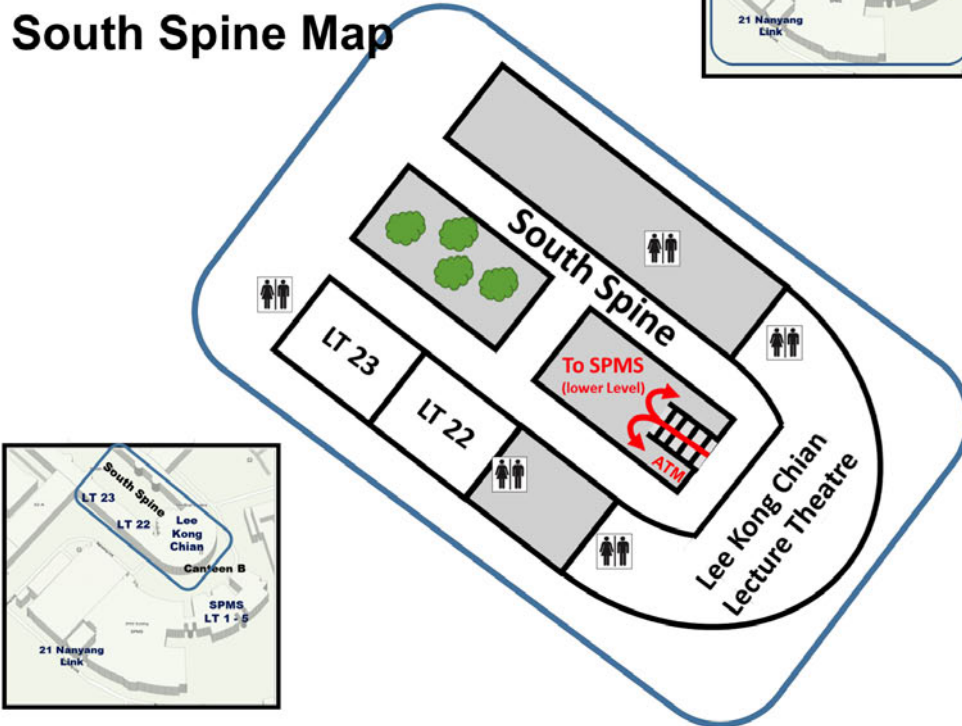 South Spine Map
21 Nanyang
Link
South Spine
LT 23
LT 22
To SPMS
(lower Level)
ATM
Lee Kong Chian
Lecture Theatre
South Spine
LT 23
LT 22
Lee
Kong
Chian
Canteen B
SPMS
LT 1 - 5
SPMS
21 Nanyang
Link